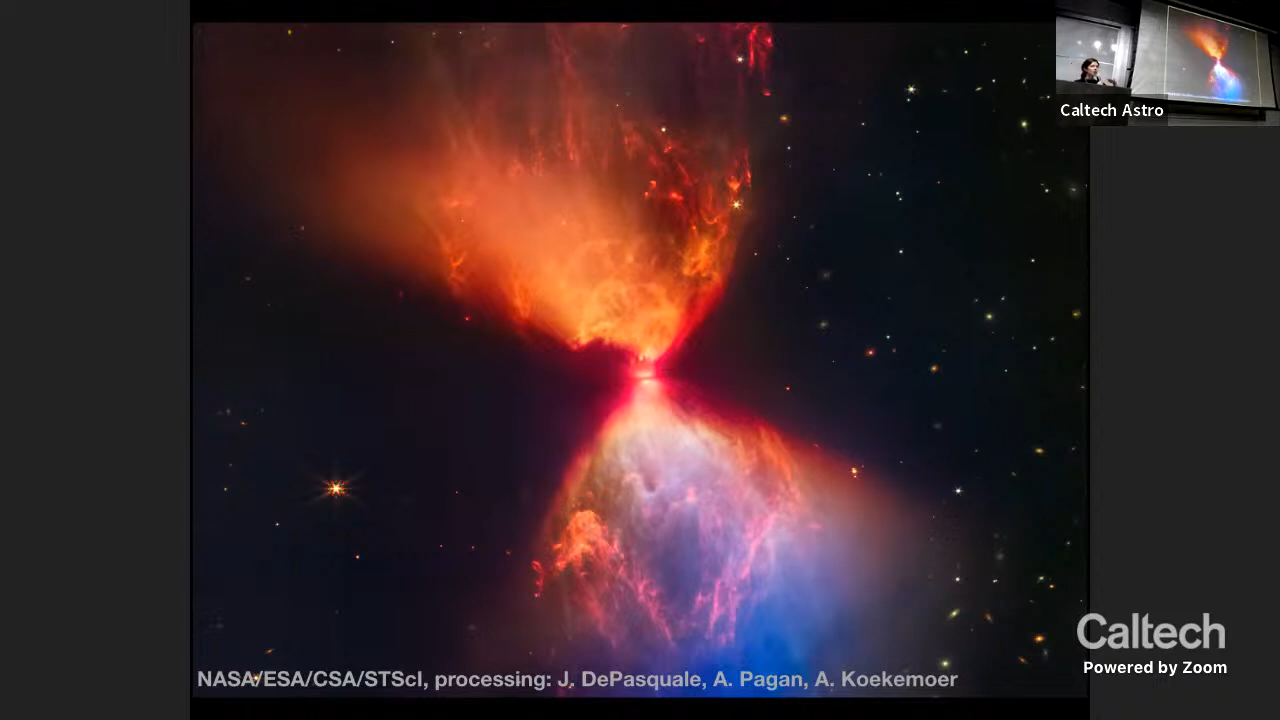 Caltech Astro
Caltech
Powered by Zoom
NASA/ESA/CSA/STScI, processing: J. DePasquale, A. Pagan, A. Koekemoer